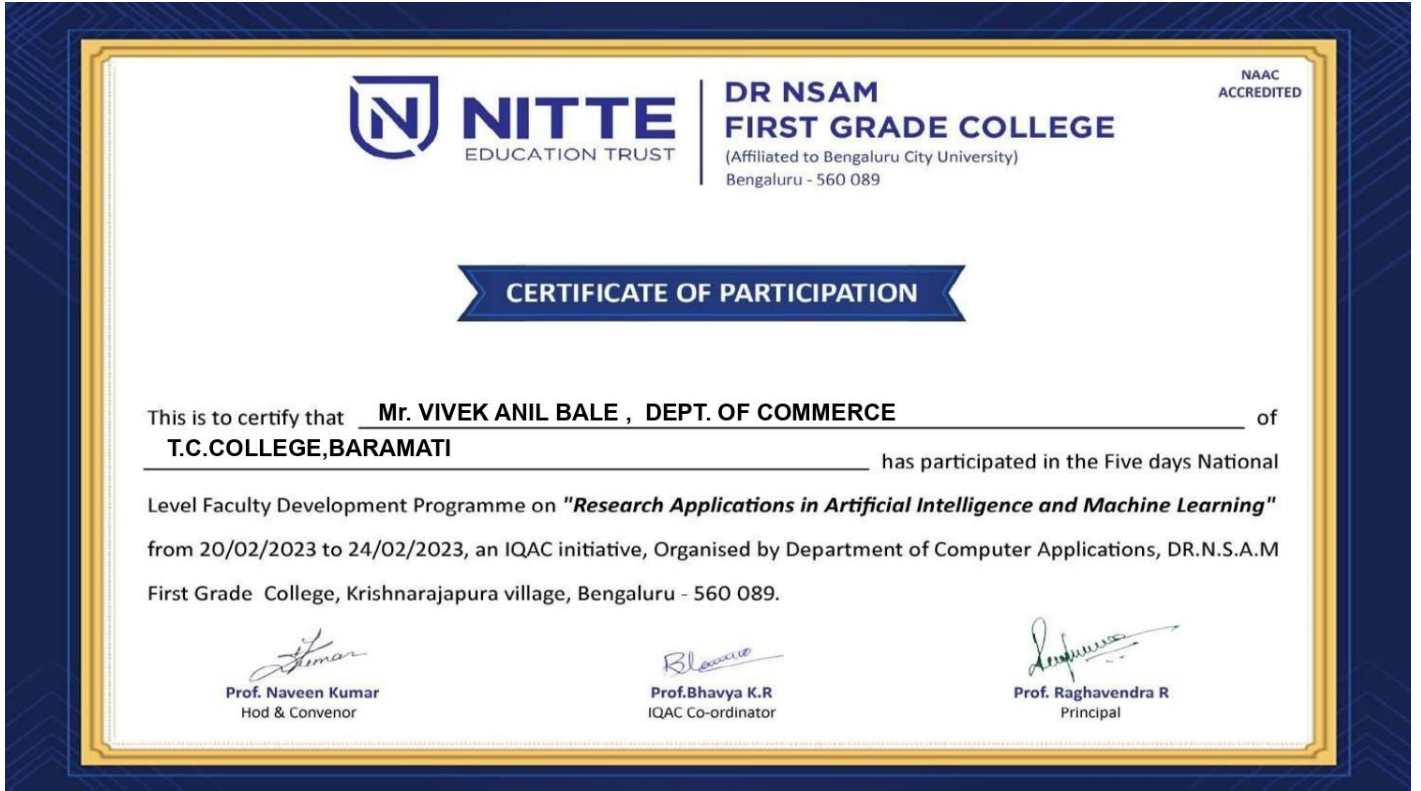 NAAC
ACCREDITED
N NITTE
EDUCATION TRUST
DR NSAM
FIRST GRADE COLLEGE
(Affiliated to Bengaluru City University)
Bengaluru - 560 089
CERTIFICATE OF PARTICIPATION
This is to certify that Mr. VIVEK ANIL BALE , DEPT. OF COMMERCE of
T.C.COLLEGE,BARAMATI has participated in the Five days National
Level Faculty Development Programme on "Research Applications in Artificial Intelligence and Machine Learning"
from 20/02/2023 to 24/02/2023, an IQAC initiative, Organised by Department of Computer Applications, DR.N.S.A.M
First Grade College, Krishnarajapura village, Bengaluru - 560 089.
Prof. Naveen Kumar
Hod & Convenor
Prof.Bhavya K.R
IQAC Co-ordinator
Prof. Raghavendra R
Principal